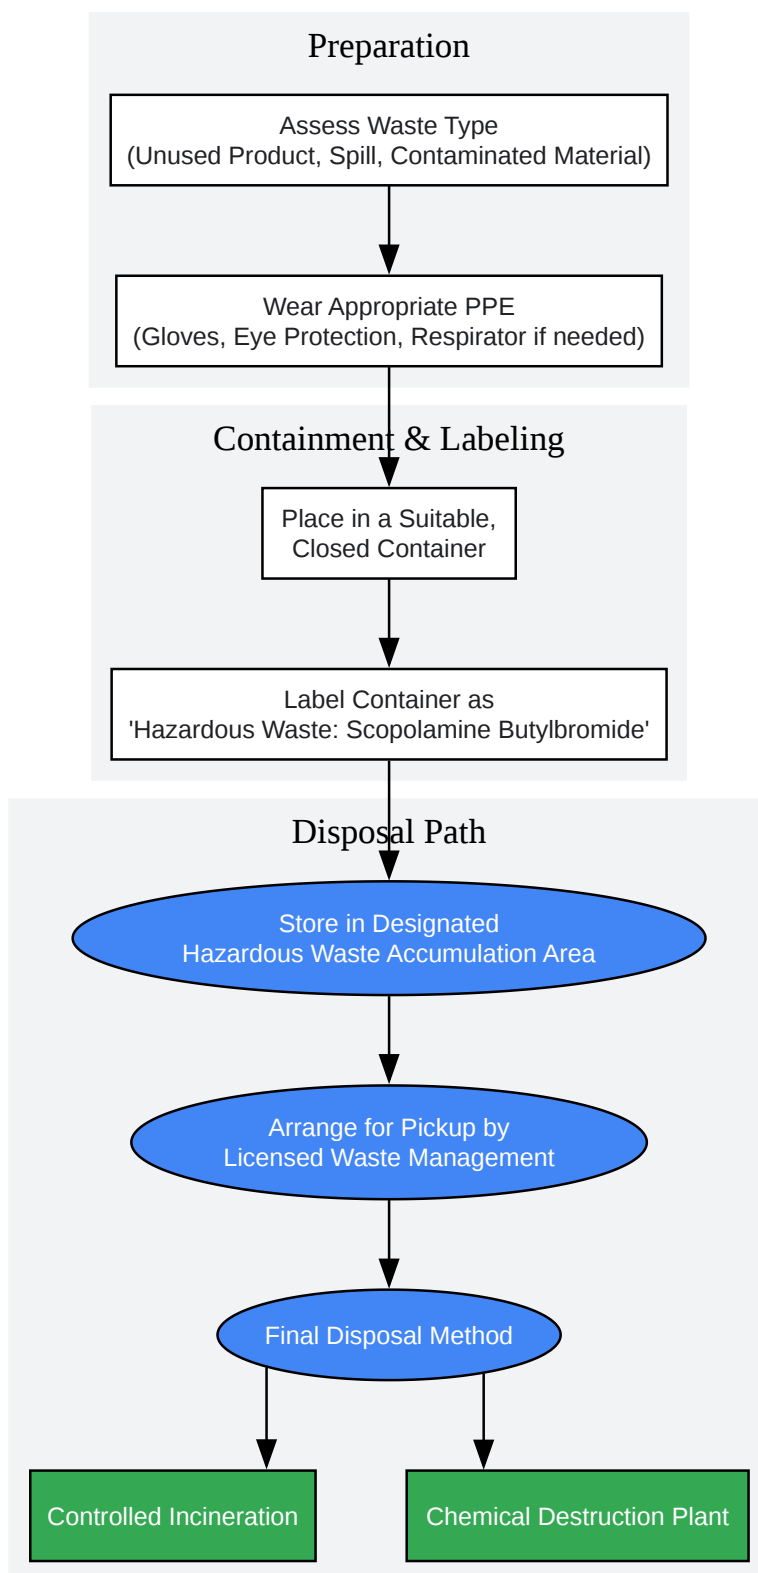 Preparation
Assess Waste Type
(Unused Product, Spill, Contaminated Material)
Wear Appropriate PPE
(Gloves, Eye Protection, Respirator if needed)
Containment & Labeling
Place in a Suitable,
Closed Container
Label Container as
'Hazardous Waste: Scopolamine Butylbromide'
Disposal Path
Store in Designated
Hazardous Waste Accumulation Area
Arrange for Pickup by
Licensed Waste Management
Final Disposal Method
Controlled Incineration
Chemical Destruction Plant